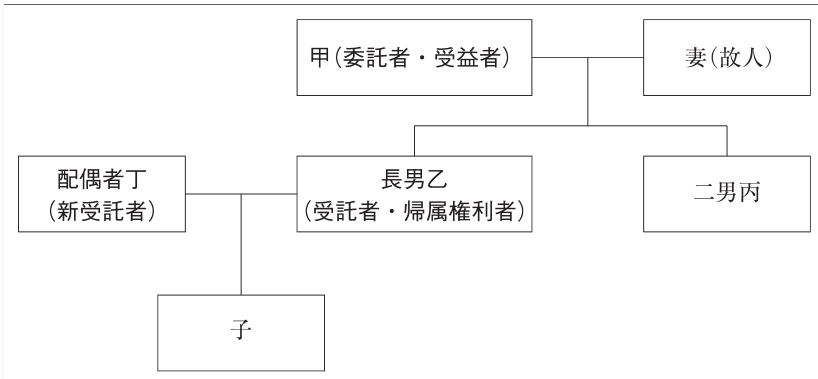 甲（委託者・受益者）
妻（故人）
配偶者丁
（新受託者）
長男乙
（受託者・帰属権利者）
二男丙
子